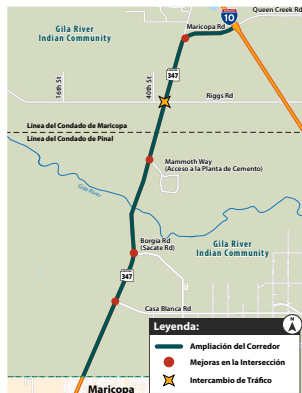 Queen Creek Rd
10
Maricopa Rd
Gila River
Indian Community
347
16th St
40th St
Riggs Rd
Línea del Condado de Maricopa
Línea del Condado de Pinal
Mammoth Way
(Acceso a la Planta de Cemento)
Gila River
Borgia Rd
(Sacate Rd)
Gila River
Indian Community
347
Casa Blanca Rd
Leyenda:
N
Ampliación del Corredor
Mejoras en la Intersección
Intercambio de Tráfico
Maricopa